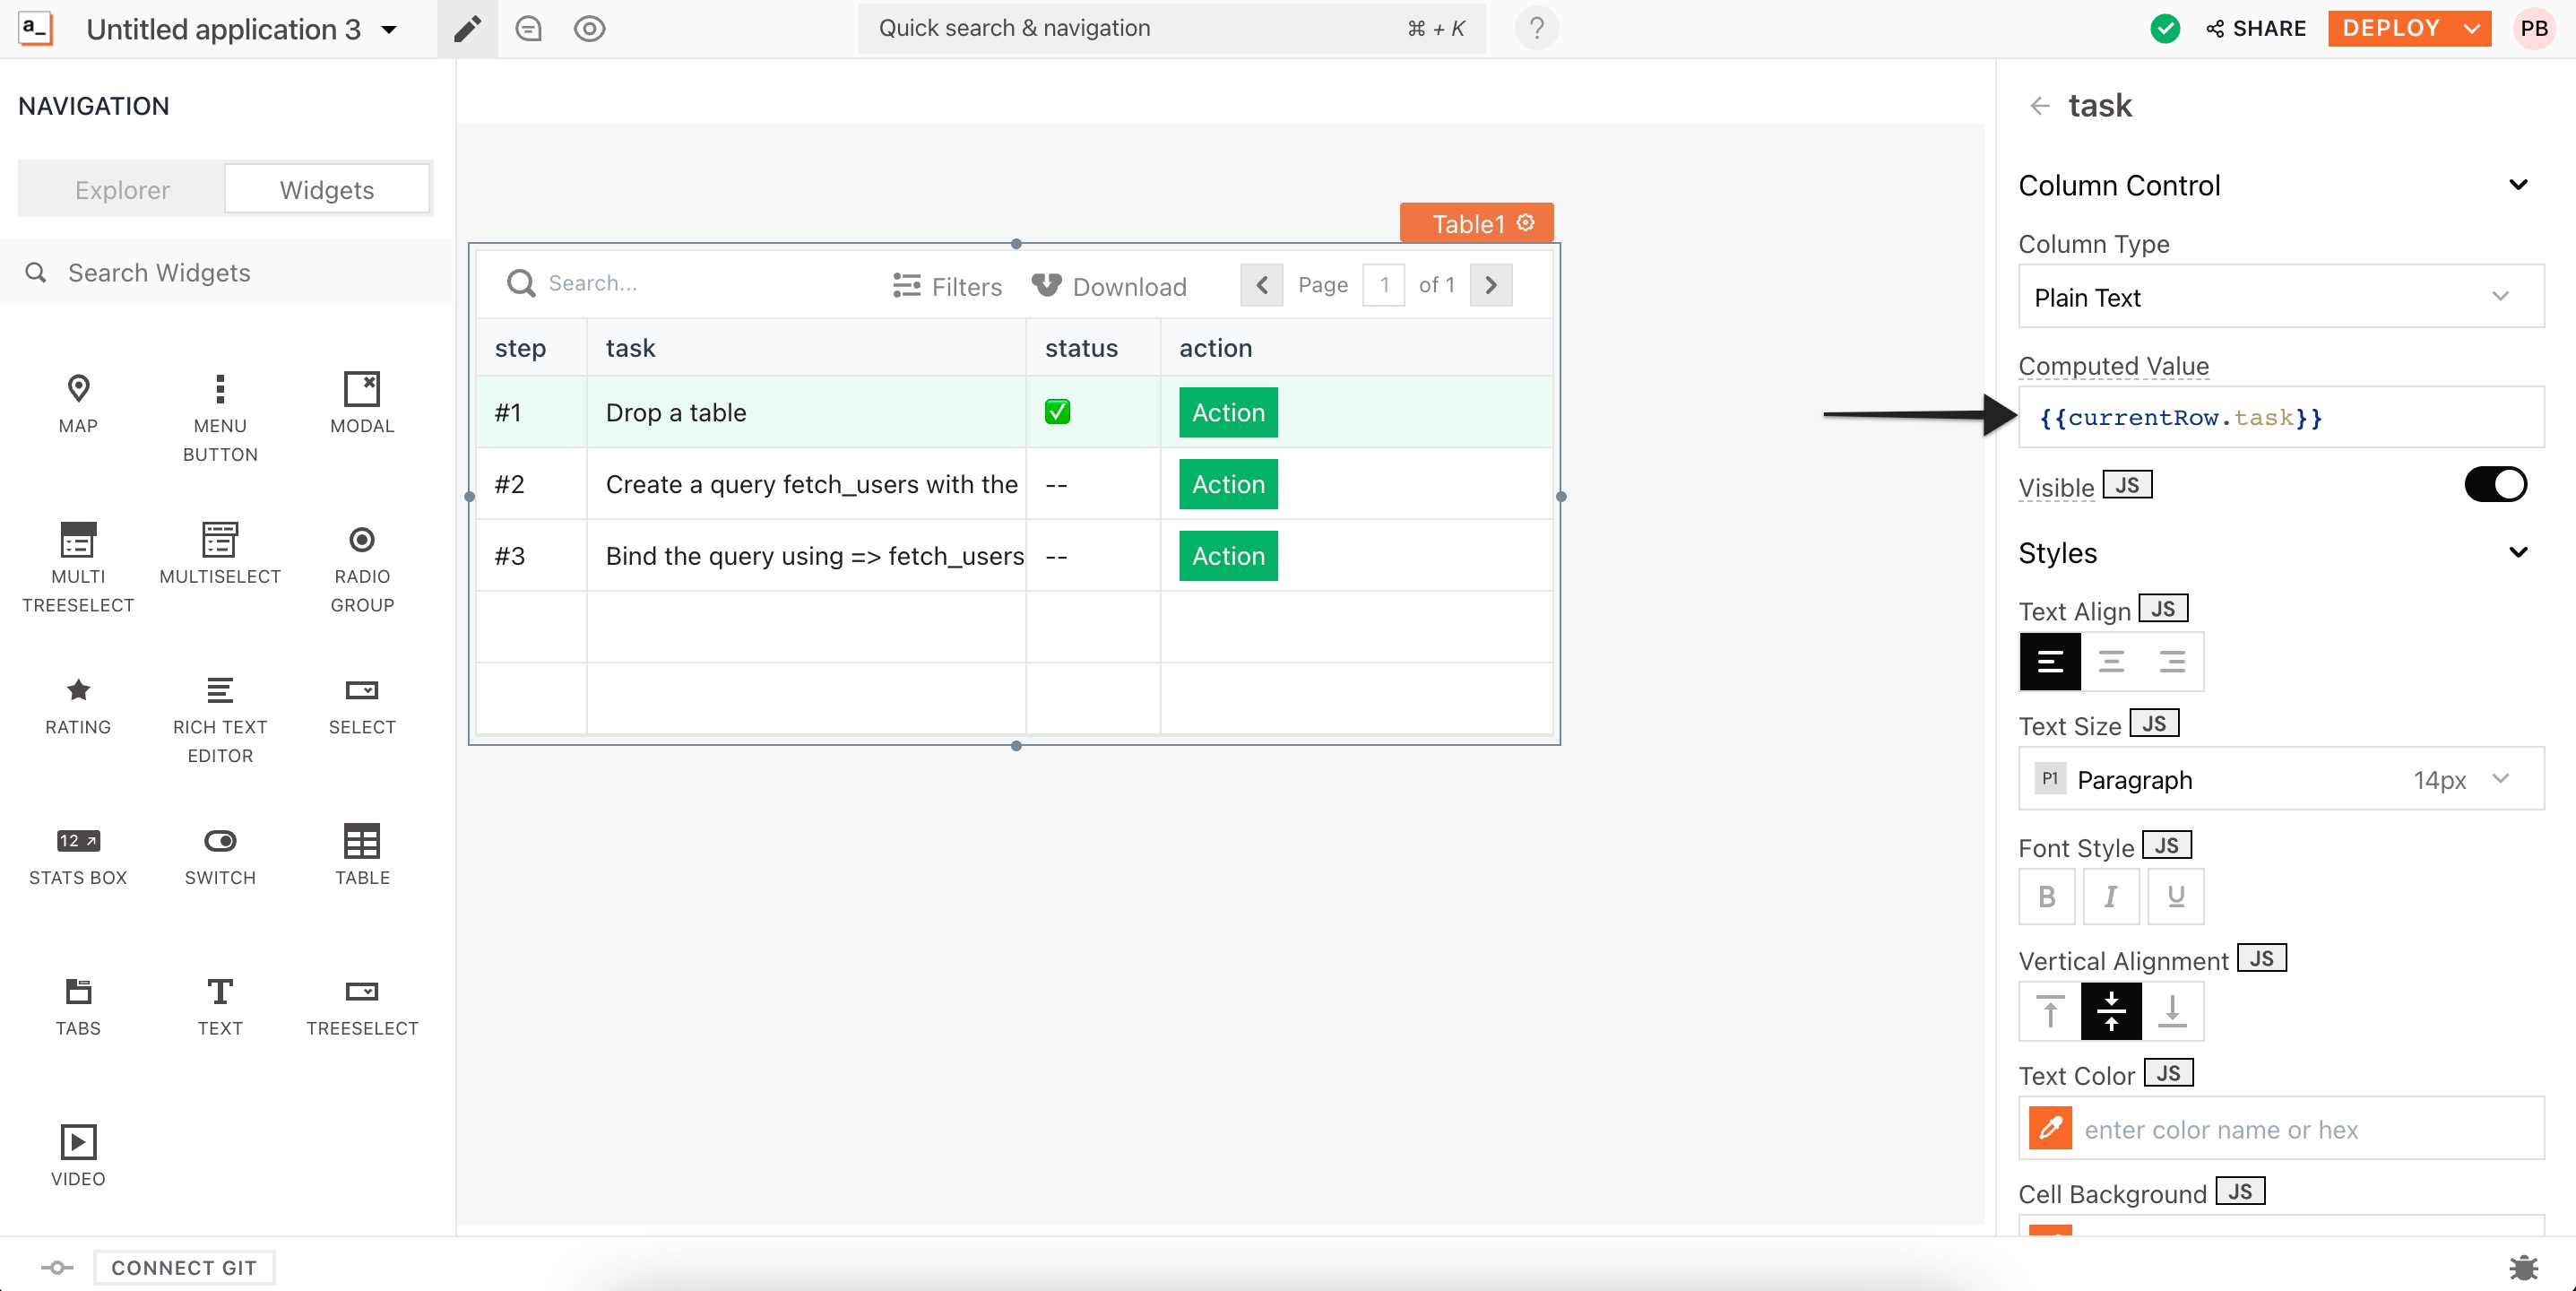 a_ Untitled application 3 Quick search & navigation ⌘ + K ? SHARE DEPLOY PB
NAVIGATION
Explorer Widgets
Search Widgets
MAP MENU BUTTON MODAL
MULTI TREESELECT MULTISELECT RADIO GROUP
RATING RICH TEXT EDITOR SELECT
12 STATS BOX SWITCH TABLE
TABS TEXT TREESELECT
VIDEO
CONNECT GIT
Table1
Search... Filters Download Page 1 of 1
step task status action
#1 Drop a table ✅ Action
#2 Create a query fetch_users with the -- Action
#3 Bind the query using => fetch_users -- Action
task
Column Control
Column Type
Plain Text
Computed Value
{{currentRow.task}}
Visible JS
Styles
Text Align JS
Text Size JS
P1 Paragraph 14px
Font Style JS
B I U
Vertical Alignment JS
Text Color JS
enter color name or hex
Cell Background JS